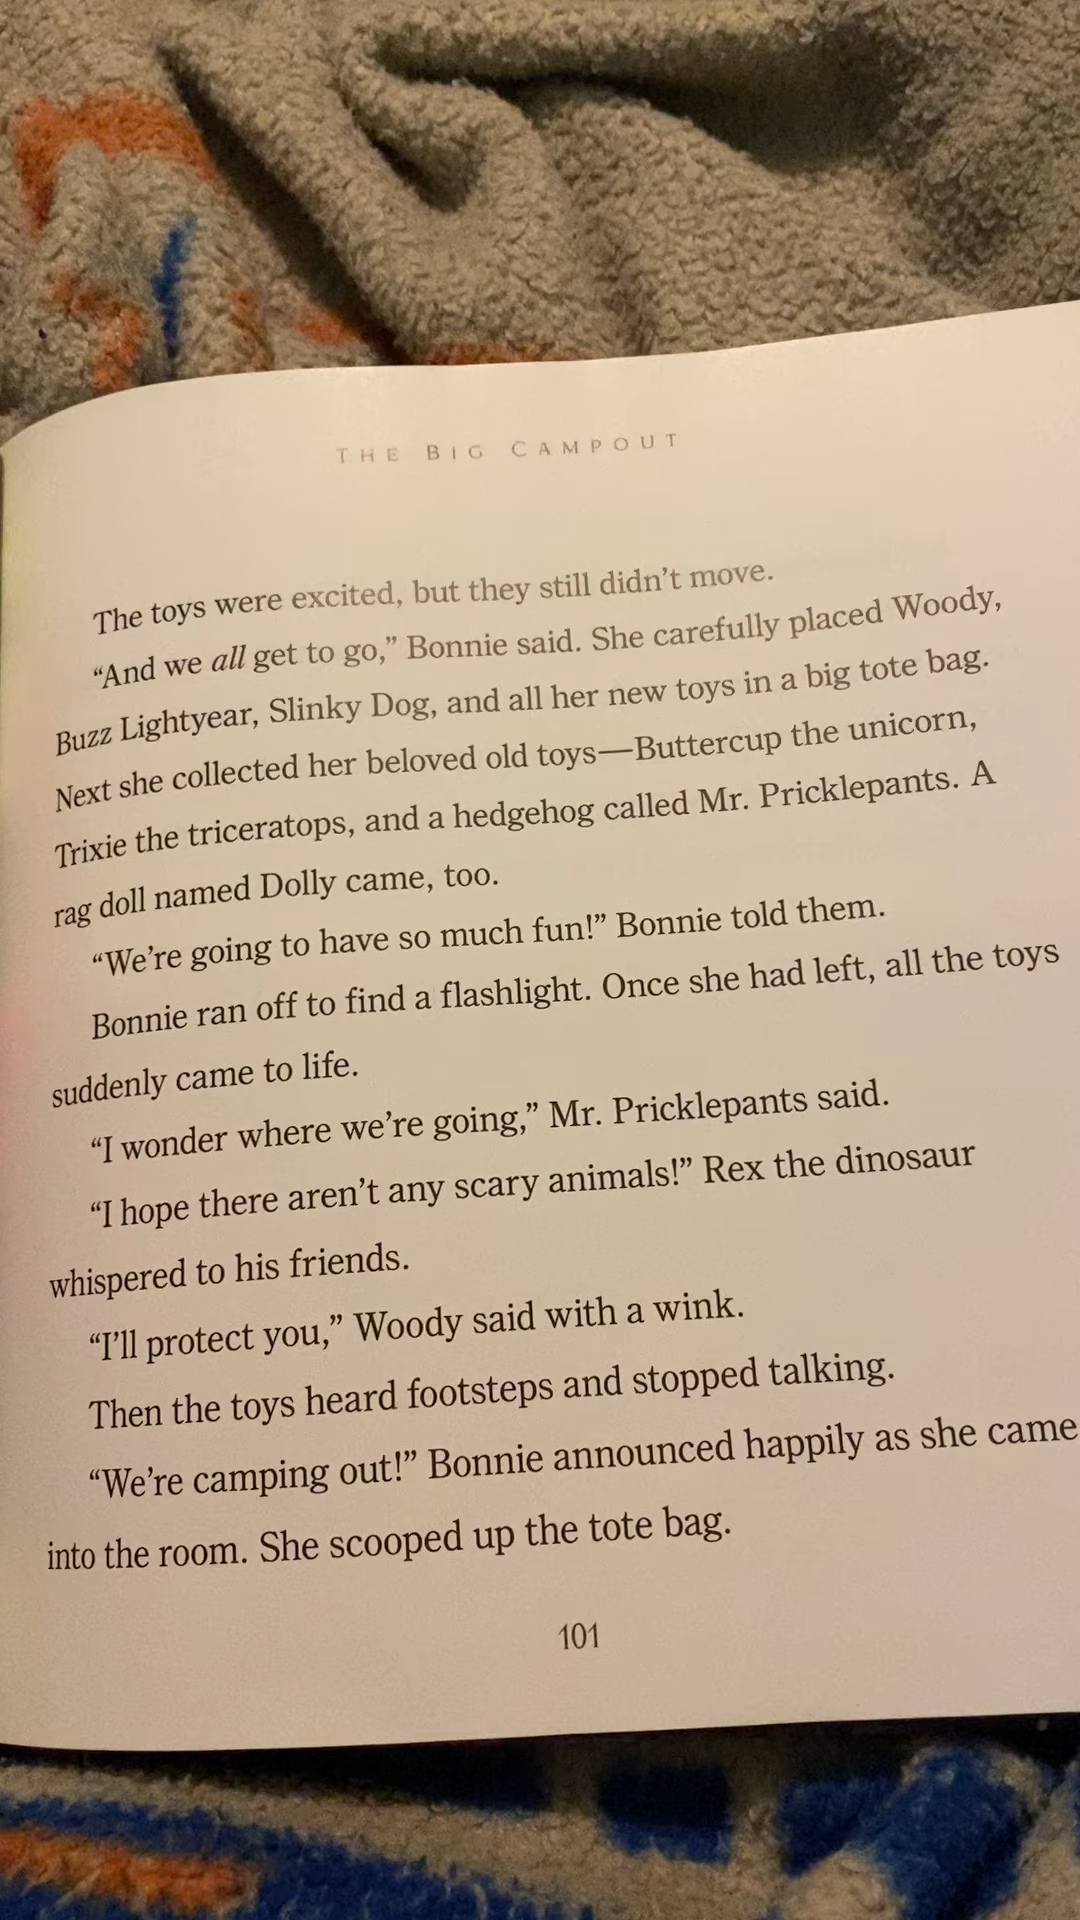 THE BIG CAMPOUT
The toys were excited, but they still didn’t move.
“And we all get to go,” Bonnie said. She carefully placed Woody,
Buzz Lightyear, Slinky Dog, and all her new toys in a big tote bag.
Next she collected her beloved old toys—Buttercup the unicorn,
Trixie the triceratops, and a hedgehog called Mr. Pricklepants. A
rag doll named Dolly came, too.
“We’re going to have so much fun!” Bonnie told them.
Bonnie ran off to find a flashlight. Once she had left, all the toys
suddenly came to life.
“I wonder where we’re going,” Mr. Pricklepants said.
“I hope there aren’t any scary animals!” Rex the dinosaur
whispered to his friends.
“I’ll protect you,” Woody said with a wink.
Then the toys heard footsteps and stopped talking.
“We’re camping out!” Bonnie announced happily as she came
into the room. She scooped up the tote bag.
101